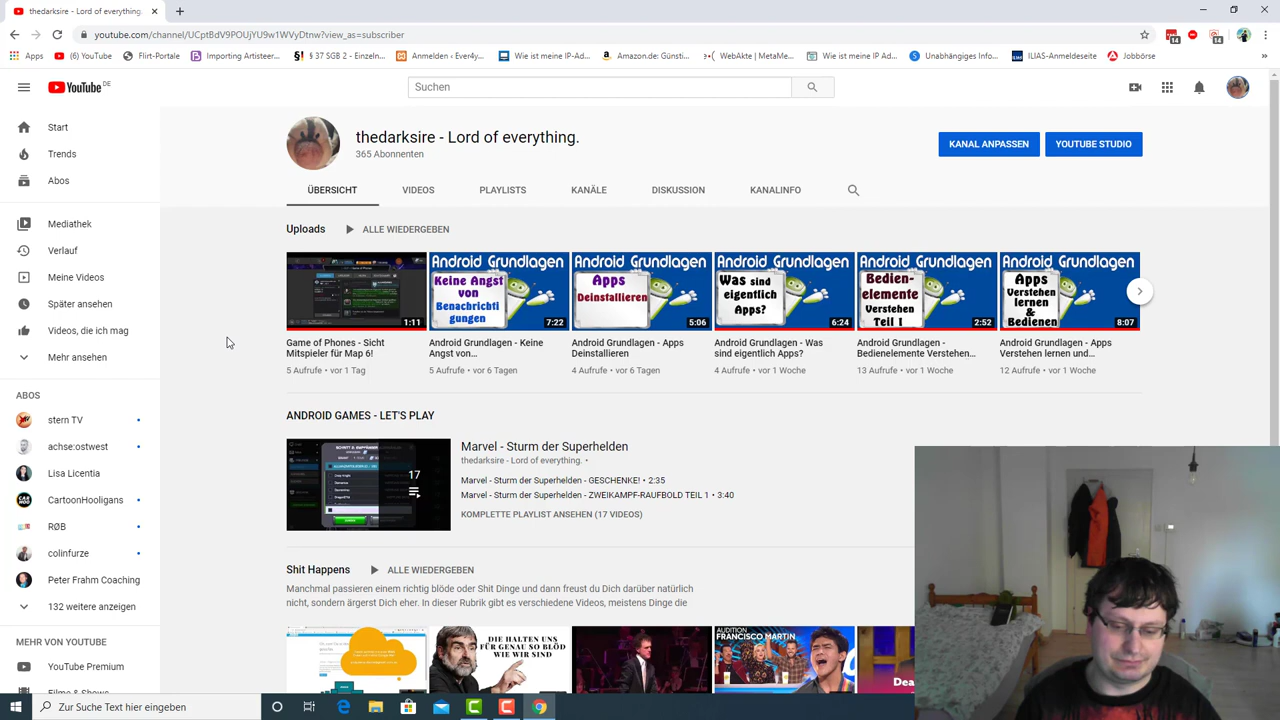 thedarksire - Lord of everything.
youtube.com/channel/UCptBdV9POUjYU9w1WVyDtnw?view_as=subscriber
Apps
(1) YouTube
Flirt-Portale
Importing Artisteer...
§ 37 SGB 2 - Einzeln...
Anmelden ‹ Ever4y...
Wie ist meine IP-Ad...
Amazon.de: Günsti...
WebAkte | MetaMe...
Wie ist meine IP Ad...
Unabhängiges Info...
ILIAS-Anmeldeseite
Jobbörse
YouTube DE
Suchen
Start
Trends
Abos
Mediathek
Verlauf
Meine Videos
Später ansehen
Videos, die ich mag
Mehr ansehen
ABOS
stern TV
achse:ostwest
Lisa Licentia
CartoonHooligans
RØB
colinfurze
Peter Frahm Coaching
132 weitere anzeigen
MEHR VON YOUTUBE
YouTube Premium
Filme & Shows
thedarksire - Lord of everything.
365 Abonnenten
KANAL ANPASSEN
YOUTUBE STUDIO
ÜBERSICHT
VIDEOS
PLAYLISTS
KANÄLE
DISKUSSION
KANALINFO
Uploads
ALLE WIEDERGEBEN
1:11
Game of Phones - Sicht
Mitspieler für Map 6!
5 Aufrufe • vor 1 Tag
Android Grundlagen
Keine
Angst
von
Benachrichti
gungen
7:22
Android Grundlagen - Keine
Angst von...
5 Aufrufe • vor 6 Tagen
Android Grundlagen
Apps
Deinstallieren
5:06
Android Grundlagen - Apps
Deinstallieren
4 Aufrufe • vor 6 Tagen
Android Grundlagen
Was sind
eigentlich
Apps?
6:24
Android Grundlagen - Was
sind eigentlich Apps?
4 Aufrufe • vor 1 Woche
Android Grundlagen
Bedien-
elemente
Verstehen
Teil 1
2:52
Android Grundlagen -
Bedienelemente Verstehen...
13 Aufrufe • vor 1 Woche
Android Grundlagen
Apps
Verstehen
lernen
&
Bedienen
8:07
Android Grundlagen - Apps
Verstehen lernen und...
12 Aufrufe • vor 1 Woche
ANDROID GAMES - LET'S PLAY
17
Marvel - Sturm der Superhelden
thedarksire - Lord of everything. •
Marvel - Sturm der Superhelden - GESCHENKE! • 2:35
Marvel - Sturm der Superhelden - ZWEIKAMPF-RAUFBOLD TEIL 1 • 3:40
KOMPLETTE PLAYLIST ANSEHEN (17 VIDEOS)
Shit Happens
ALLE WIEDERGEBEN
Manchmal passieren einem richtig blöde oder Shit Dinge und dann freust du Dich darüber natürlich
nicht, sondern ärgerst Dich eher. In dieser Rubrik gibt es verschiedene Videos, meistens Dinge die
DIE HALTEN UNS
FÜR GENAU SO BLÖD
WIE WIR SIND
AUDITION
FRANCISCO MARTIN
Dea
Zur Suche Text hier eingeben